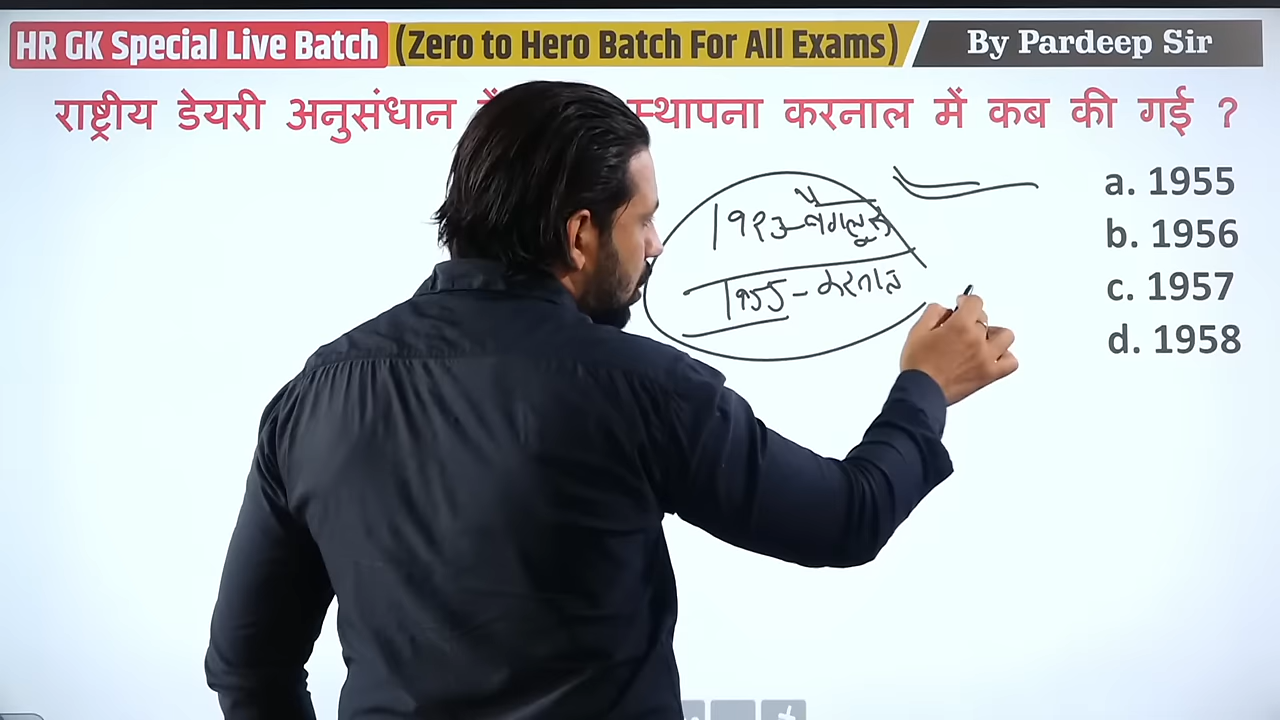 HR GK Special Live Batch (Zero to Hero Batch For All Exams) By Pardeep Sir
राष्ट्रीय डेयरी अनुसंधान स्थापना करनाल में कब की गई ?
a. 1955
b. 1956
c. 1957
d. 1958
1955 - करनाल